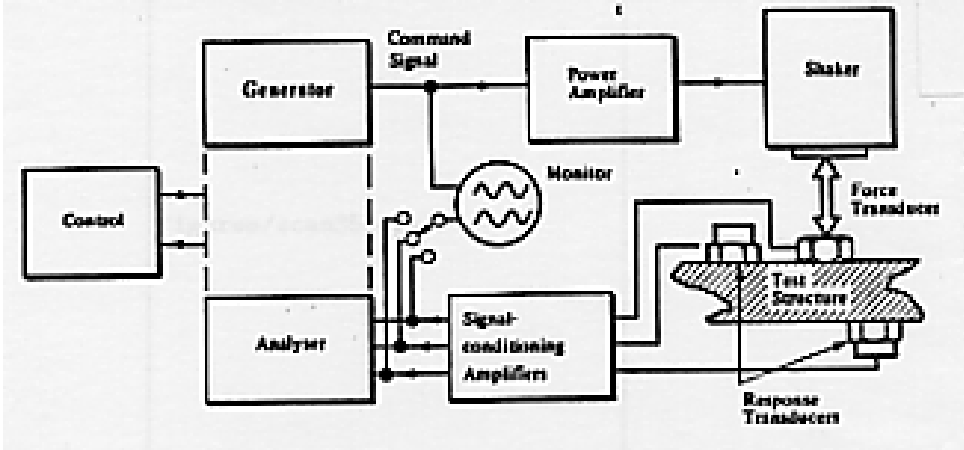 Command
Signal
Generator
Power
Amplifier
Shaker
Monitor
Control
Force
Transducer
Test
Structure
Analyser
Signal-
conditioning
Amplifiers
Response
Transducers